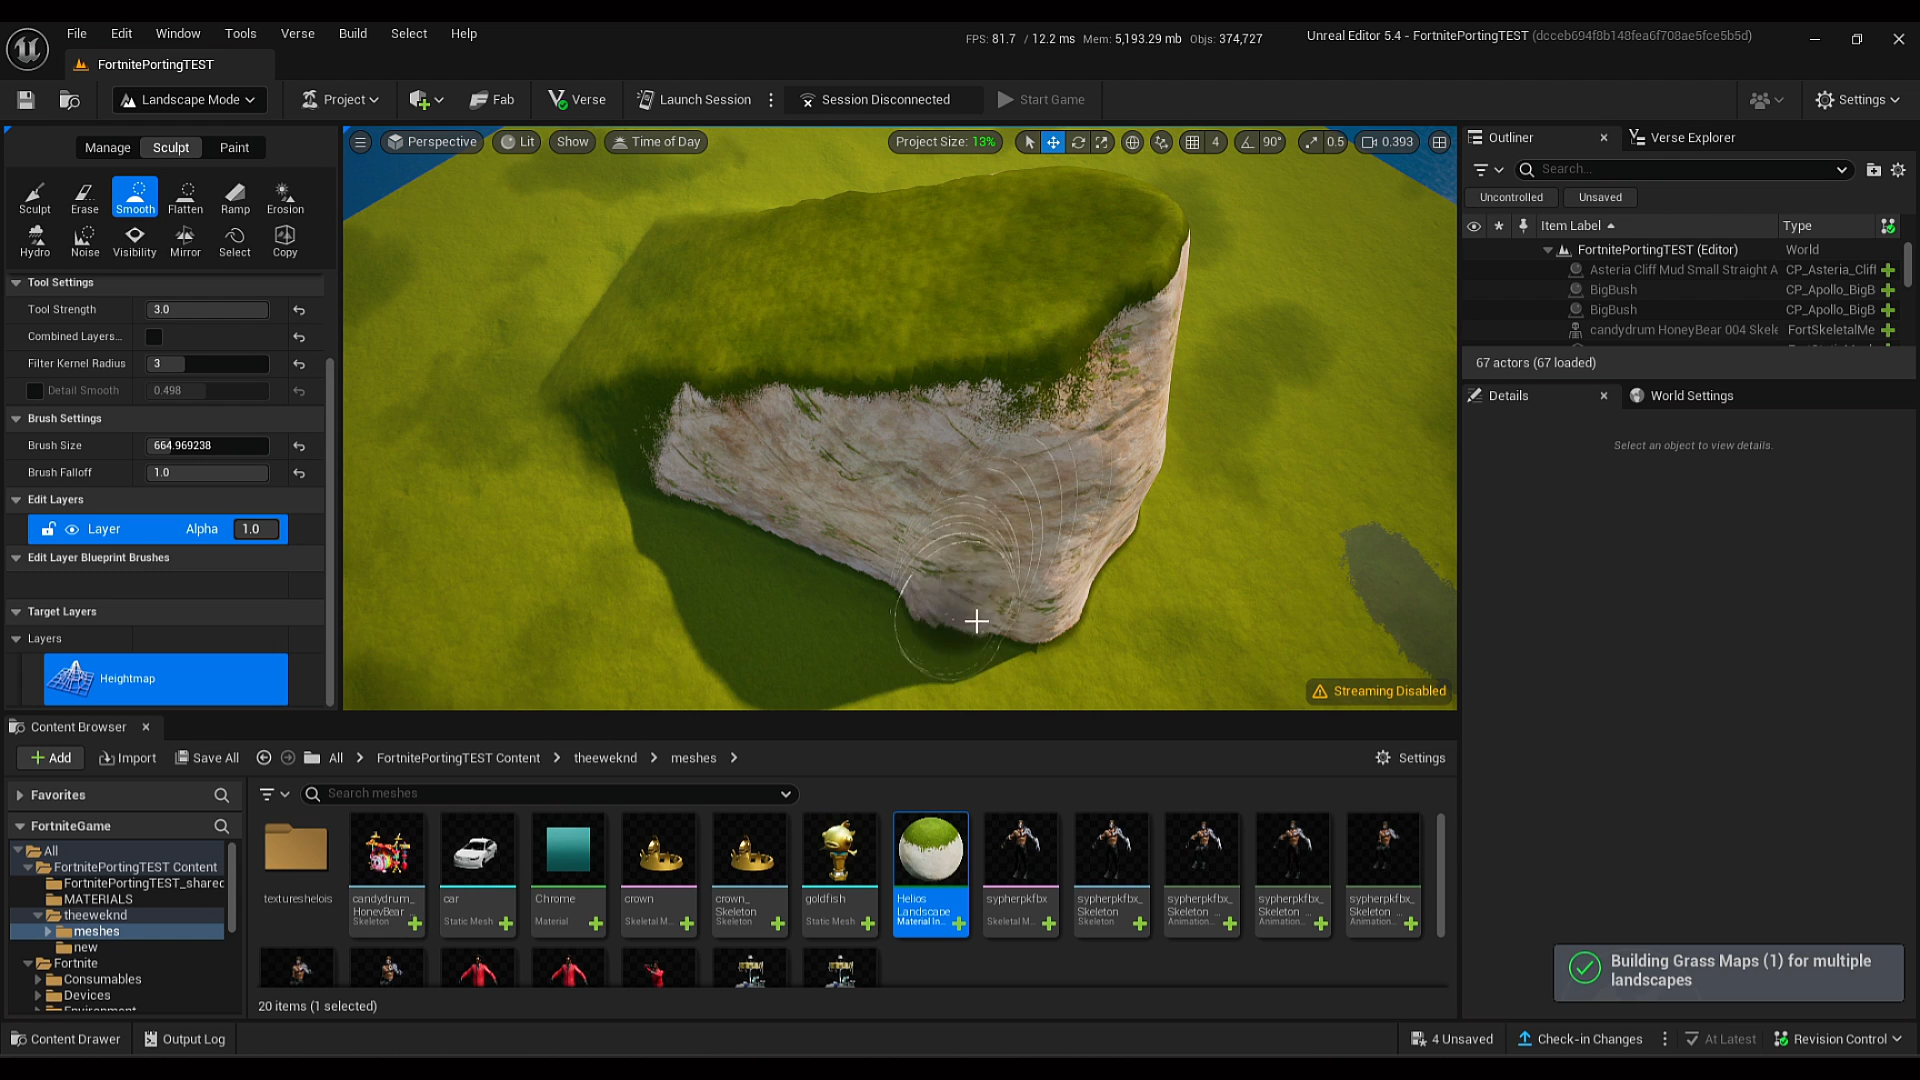 File Edit Window Tools Verse Build Select Help
FPS: 81.7 / 12.2 ms Mem: 5,193.29 mb Objs: 374,727
Unreal Editor 5.4 - FortnitePortingTEST (dcceb694f8b148fea6f708ae5fce5b5d)
FortnitePortingTEST
Landscape Mode Project Fab Verse Launch Session Session Disconnected Start Game Settings
Manage Sculpt Paint
Sculpt Erase Smooth Flatten Ramp Erosion
Hydro Noise Visibility Mirror Select Copy
Tool Settings
Tool Strength 3.0
Combined Layers...
Filter Kernel Radius 3
Detail Smooth 0.498
Brush Settings
Brush Size 664.969238
Brush Falloff 1.0
Edit Layers
Layer Alpha 1.0
Edit Layer Blueprint Brushes
Target Layers
Layers
Heightmap
Perspective Lit Show Time of Day Project Size: 13% 4 90° 0.5 0.393
Streaming Disabled
Outliner Verse Explorer
Search...
Uncontrolled Unsaved
Item Label Type
FortnitePortingTEST (Editor) World
Asteria Cliff Mud Small Straight A CP_Asteria_Cliff
BigBush CP_Apollo_BigB
BigBush CP_Apollo_BigB
candydrum HoneyBear 004 Skele FortSkeletalMe
67 actors (67 loaded)
Details World Settings
Select an object to view details.
Content Browser
Add Import Save All All FortnitePortingTEST Content theeweknd meshes Settings
Favorites
FortniteGame
All
FortnitePortingTEST Content
FortnitePortingTEST_shared
MATERIALS
theeweknd
meshes
new
Fortnite
Consumables
Devices
Search meshes
textureshelois
candydrum_ HoneyBear Skeleton
car Static Mesh
Chrome Material
crown Skeletal M...
crown_ Skeleton Skeleton
goldfish Static Mesh
Helios Landscape Material In...
sypherpkfbx Skeletal M...
sypherpkfbx_ Skeleton Skeleton
sypherpkfbx_ Skeleton ... Animation...
sypherpkfbx_ Skeleton ... Animation...
sypherpkfbx_ Skeleton ... Animation...
20 items (1 selected)
Building Grass Maps (1) for multiple
landscapes
Content Drawer Output Log 4 Unsaved Check-in Changes At Latest Revision Control